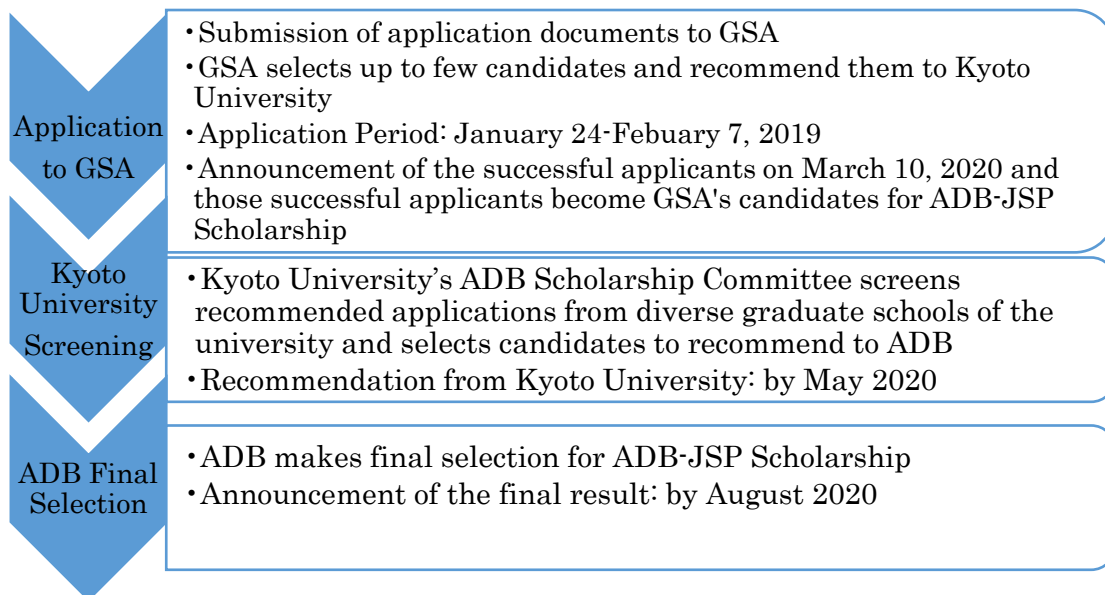 Application
to GSA
•Submission of application documents to GSA
•GSA selects up to few candidates and recommend them to Kyoto
University
•Application Period: January 24-Febuary 7, 2019
•Announcement of the successful applicants on March 10, 2020 and
those successful applicants become GSA's candidates for ADB-JSP
Scholarship
Kyoto
University
Screening
•Kyoto University’s ADB Scholarship Committee screens
recommended applications from diverse graduate schools of the
university and selects candidates to recommend to ADB
•Recommendation from Kyoto University: by May 2020
ADB Final
Selection
•ADB makes final selection for ADB-JSP Scholarship
•Announcement of the final result: by August 2020